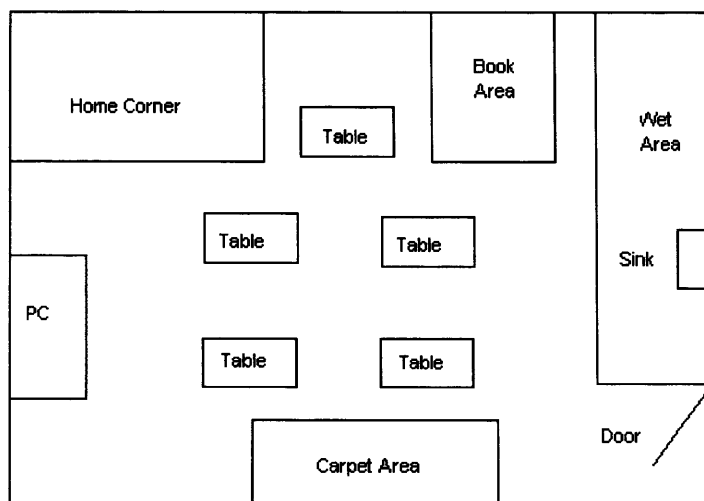 Home Corner
Book
Area
Wet
Area
Table
Table
Table
Sink
PC
Table
Table
Door
Carpet Area